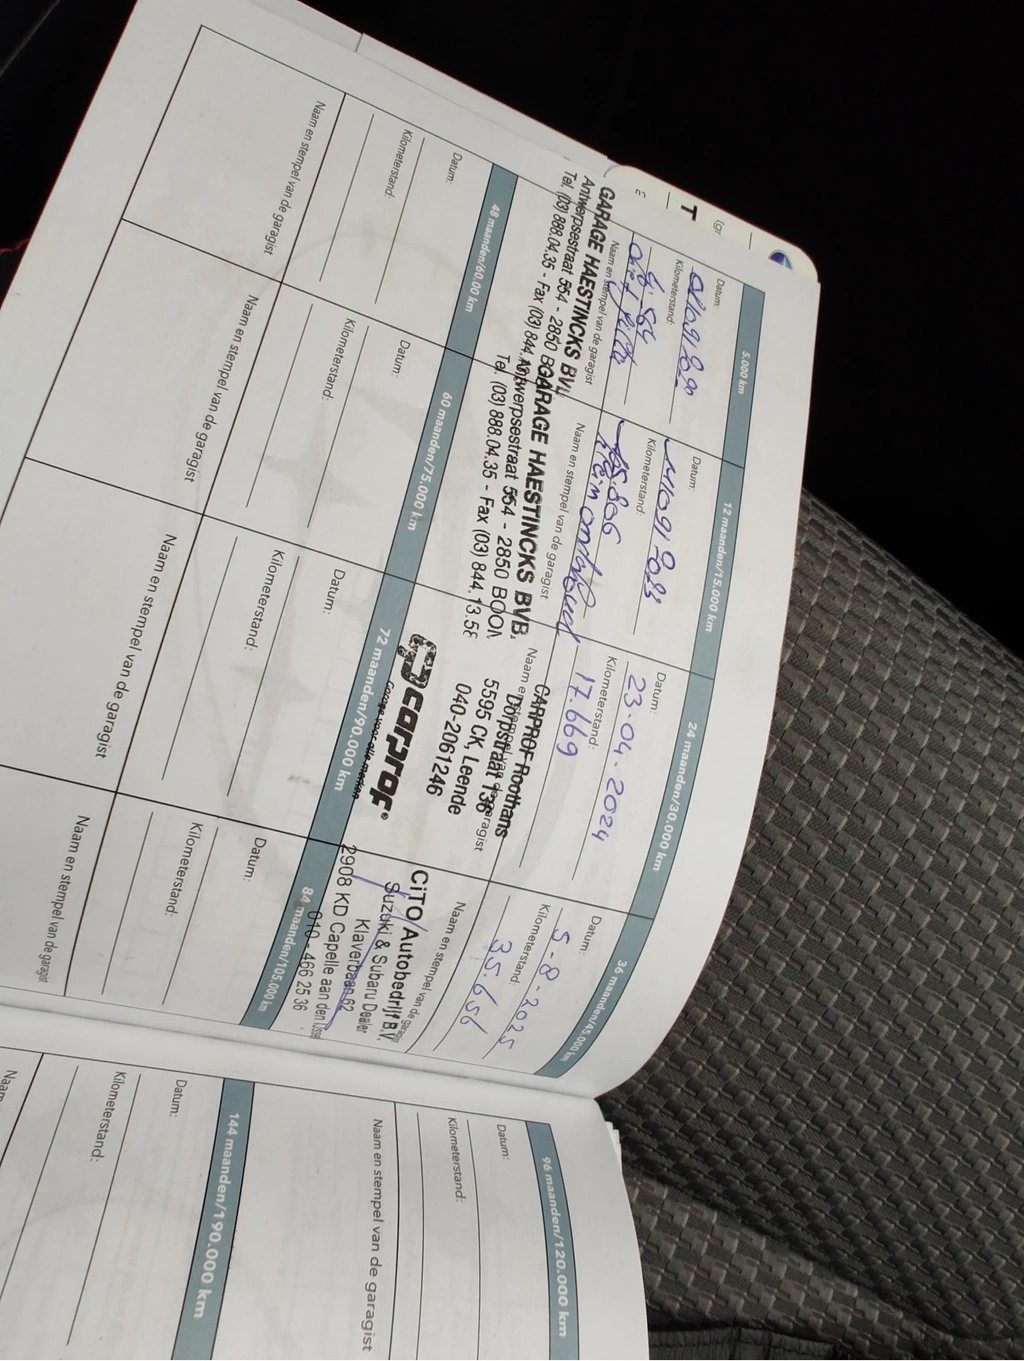 T
5.000 km
Datum:
Kilometerstand:
Naam en stempel van de garagist
GARAGE HAESTINCKS BV
Antwerpsestraat 554 - 2850 B
Tel. (03) 888.04.35 - Fax (03) 844.
12 maanden/15.000 km
Datum:
Kilometerstand:
Naam en stempel van de garagist
GARAGE HAESTINCKS BVB
Antwerpsestraat 554 - 2850 BOOM
Tel. (03) 888.04.35 - Fax (03) 844.13.5
24 maanden/30.000 km
Datum:
23-04-2024
Kilometerstand:
17.669
CARPROF Roothans
Dorpstraat 136
5595 CK, Leende
040-2061246
carprof®
Garage voor alle merken
36 maanden/45.000 km
Datum:
5-8-2025
Kilometerstand:
35.656
Naam en stempel van de
CiTO Autobedrijf B.V.
Suzuki & Subaru Dealer
Klaverbaan 62
2908 KD Capelle aan den
010 - 466 25 36
48 maanden/60.000 km
Datum:
Kilometerstand:
Naam en stempel van de garagist
60 maanden/75.000 km
Datum:
Kilometerstand:
Naam en stempel van de garagist
72 maanden/90.000 km
Datum:
Kilometerstand:
Naam en stempel van de garagist
84 maanden/105.000 km
Datum:
Kilometerstand:
Naam en stempel van de garagist
96 maanden/120.000 km
Datum:
Kilometerstand:
Naam en stempel van de garagist
144 maanden/190.000 km
Datum:
Kilometerstand:
Naam